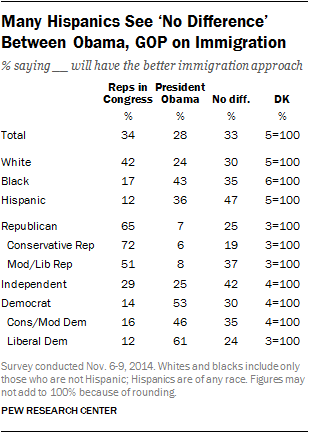 Many Hispanics See ‘No Difference’
Between Obama, GOP on Immigration
% saying __ will have the better immigration approach
Reps in Congress President Obama No diff. DK
% % % %
Total 34 28 33 5=100
White 42 24 30 5=100
Black 17 43 35 6=100
Hispanic 12 36 47 5=100
Republican 65 7 25 3=100
Conservative Rep 72 6 19 3=100
Mod/Lib Rep 51 8 37 3=100
Independent 29 25 42 4=100
Democrat 14 53 30 4=100
Cons/Mod Dem 16 46 35 4=100
Liberal Dem 12 61 24 3=100
Survey conducted Nov. 6-9, 2014. Whites and blacks include only
those who are not Hispanic; Hispanics are of any race. Figures may
not add to 100% because of rounding.
PEW RESEARCH CENTER